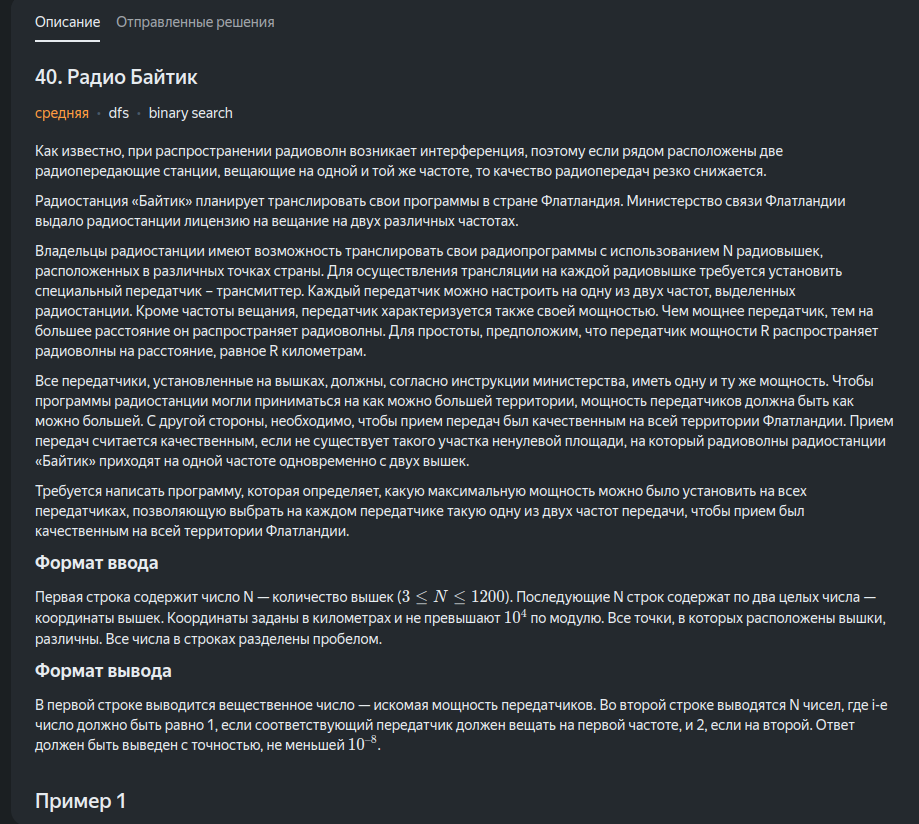 Описание Отправленные решения
40. Радио Байтик
средняя • dfs • binary search
Как известно, при распространении радиоволн возникает интерференция, поэтому если рядом расположены две
радиопередающие станции, вещающие на одной и той же частоте, то качество радиопередач резко снижается.
Радиостанция «Байтик» планирует транслировать свои программы в стране Флатландия. Министерство связи Флатландии
выдало радиостанции лицензию на вещание на двух различных частотах.
Владельцы радиостанции имеют возможность транслировать свои радиопрограммы с использованием N радиовышек,
расположенных в различных точках страны. Для осуществления трансляции на каждой радиовышке требуется установить
специальный передатчик – трансмиттер. Каждый передатчик можно настроить на одну из двух частот, выделенных
радиостанции. Кроме частоты вещания, передатчик характеризуется также своей мощностью. Чем мощнее передатчик, тем на
большее расстояние он распространяет радиоволны. Для простоты, предположим, что передатчик мощности R распространяет
радиоволны на расстояние, равное R километрам.
Все передатчики, установленные на вышках, должны, согласно инструкции министерства, иметь одну и ту же мощность. Чтобы
программы радиостанции могли приниматься на как можно большей территории, мощность передатчиков должна быть как
можно большей. С другой стороны, необходимо, чтобы прием передач был качественным на всей территории Флатландии. Прием
передач считается качественным, если не существует такого участка ненулевой площади, на который радиоволны радиостанции
«Байтик» приходят на одной частоте одновременно с двух вышек.
Требуется написать программу, которая определяет, какую максимальную мощность можно было установить на всех
передатчиках, позволяющую выбрать на каждом передатчике такую одну из двух частот передачи, чтобы прием был
качественным на всей территории Флатландии.
Формат ввода
Первая строка содержит число N — количество вышек (3 ≤ N ≤ 1200). Последующие N строк содержат по два целых числа —
координаты вышек. Координаты заданы в километрах и не превышают 10⁴ по модулю. Все точки, в которых расположены вышки,
различны. Все числа в строках разделены пробелом.
Формат вывода
В первой строке выводится вещественное число — искомая мощность передатчиков. Во второй строке выводятся N чисел, где i-е
число должно быть равно 1, если соответствующий передатчик должен вещать на первой частоте, и 2, если на второй. Ответ
должен быть выведен с точностью, не меньшей 10⁻⁸.
Пример 1